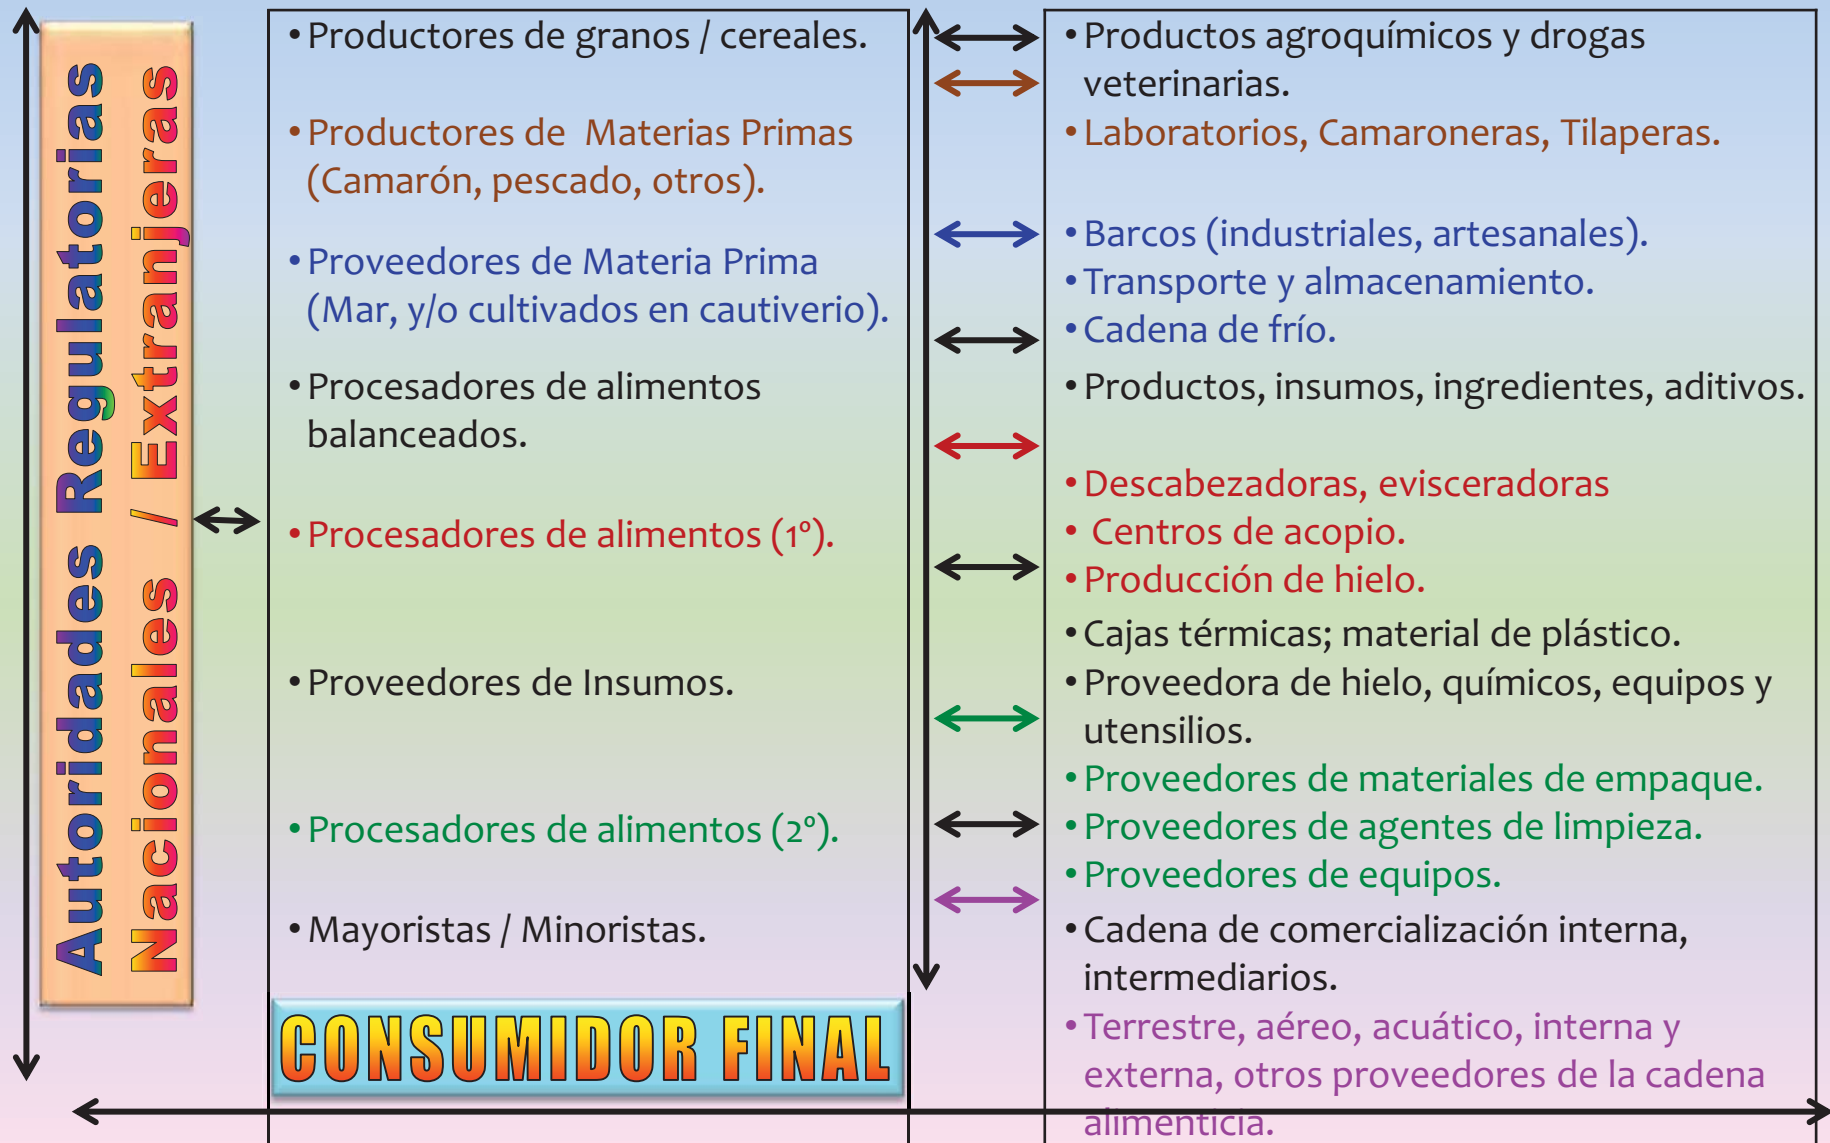 Autoridades Regulatorias
Nacionales / Extranjeras
• Productores de granos / cereales.
• Productores de Materias Primas
(Camarón, pescado, otros).
• Proveedores de Materia Prima
(Mar, y/o cultivados en cautiverio).
• Procesadores de alimentos
balanceados.
• Procesadores de alimentos (1º).
• Proveedores de Insumos.
• Procesadores de alimentos (2º).
• Mayoristas / Minoristas.
CONSUMIDOR FINAL
• Productos agroquímicos y drogas
veterinarias.
• Laboratorios, Camaroneras, Tilaperas.
• Barcos (industriales, artesanales).
• Transporte y almacenamiento.
• Cadena de frío.
• Productos, insumos, ingredientes, aditivos.
• Descabezadoras, evisceradoras
• Centros de acopio.
• Producción de hielo.
• Cajas térmicas; material de plástico.
• Proveedora de hielo, químicos, equipos y
utensilios.
• Proveedores de materiales de empaque.
• Proveedores de agentes de limpieza.
• Proveedores de equipos.
• Cadena de comercialización interna,
intermediarios.
• Terrestre, aéreo, acuático, interna y
externa, otros proveedores de la cadena
alimenticia.